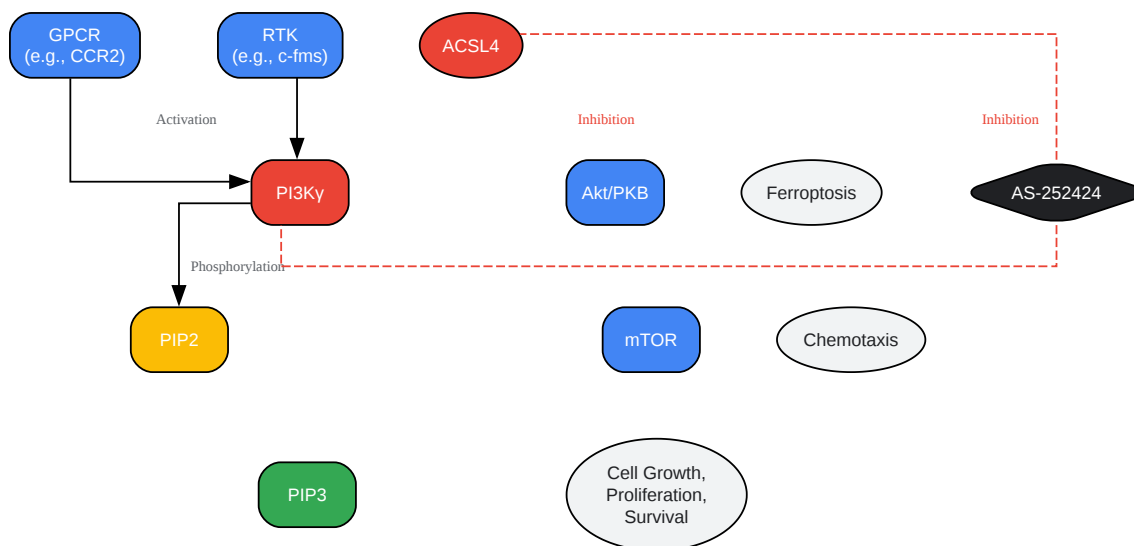 GPCR
(e.g., CCR2)
RTK
(e.g., c-fms)
ACSL4
Activation
Inhibition
Inhibition
PI3Kγ
Akt/PKB
Ferroptosis
AS-252424
Phosphorylation
PIP2
mTOR
Chemotaxis
PIP3
Cell Growth,
Proliferation,
Survival